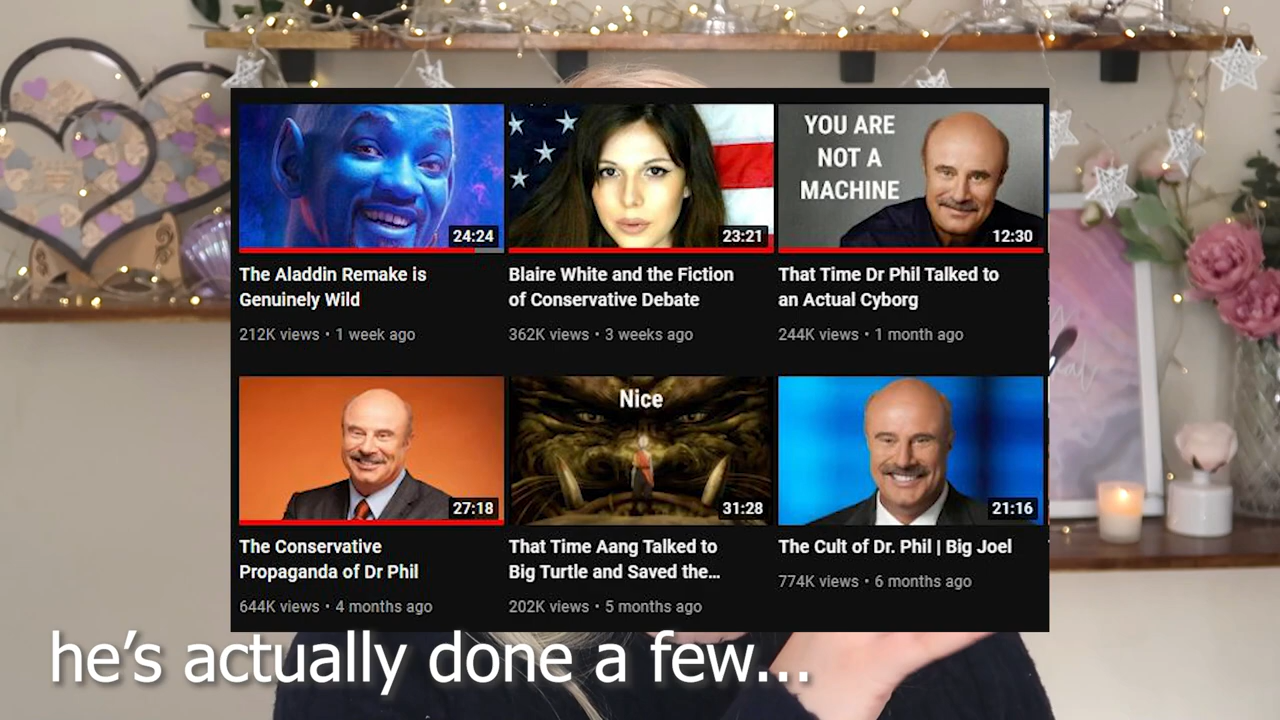 YOU ARE
NOT A
MACHINE
24:24
23:21
12:30
The Aladdin Remake is
Genuinely Wild
212K views • 1 week ago
Blaire White and the Fiction
of Conservative Debate
362K views • 3 weeks ago
That Time Dr Phil Talked to
an Actual Cyborg
244K views • 1 month ago
Nice
27:18
31:28
21:16
The Conservative
Propaganda of Dr Phil
644K views • 4 months ago
That Time Aang Talked to
Big Turtle and Saved the…
202K views • 5 months ago
The Cult of Dr. Phil | Big Joel
774K views • 6 months ago
he's actually done a few...